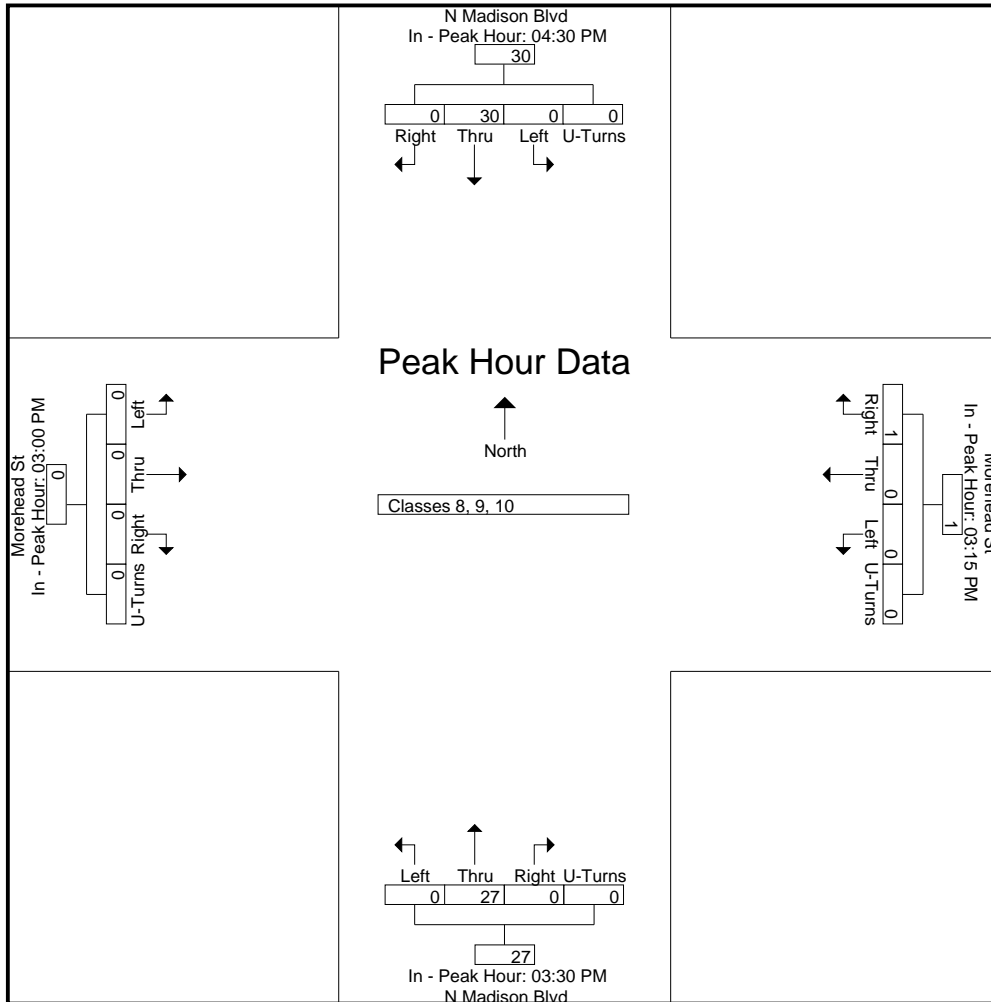 N Madison Blvd
In - Peak Hour: 04:30 PM
30
0 30 0 0
Right Thru Left U-Turns
Peak Hour Data
North
Classes 8, 9, 10
Morehead St
In - Peak Hour: 03:00 PM
0
0 0 0 0
Left Thru Right U-Turns
Morehead St
In - Peak Hour: 03:15 PM
1
1 0 0 0
Right Thru Left U-Turns
Left Thru Right U-Turns
0 27 0 0
27
In - Peak Hour: 03:30 PM
N Madison Blvd